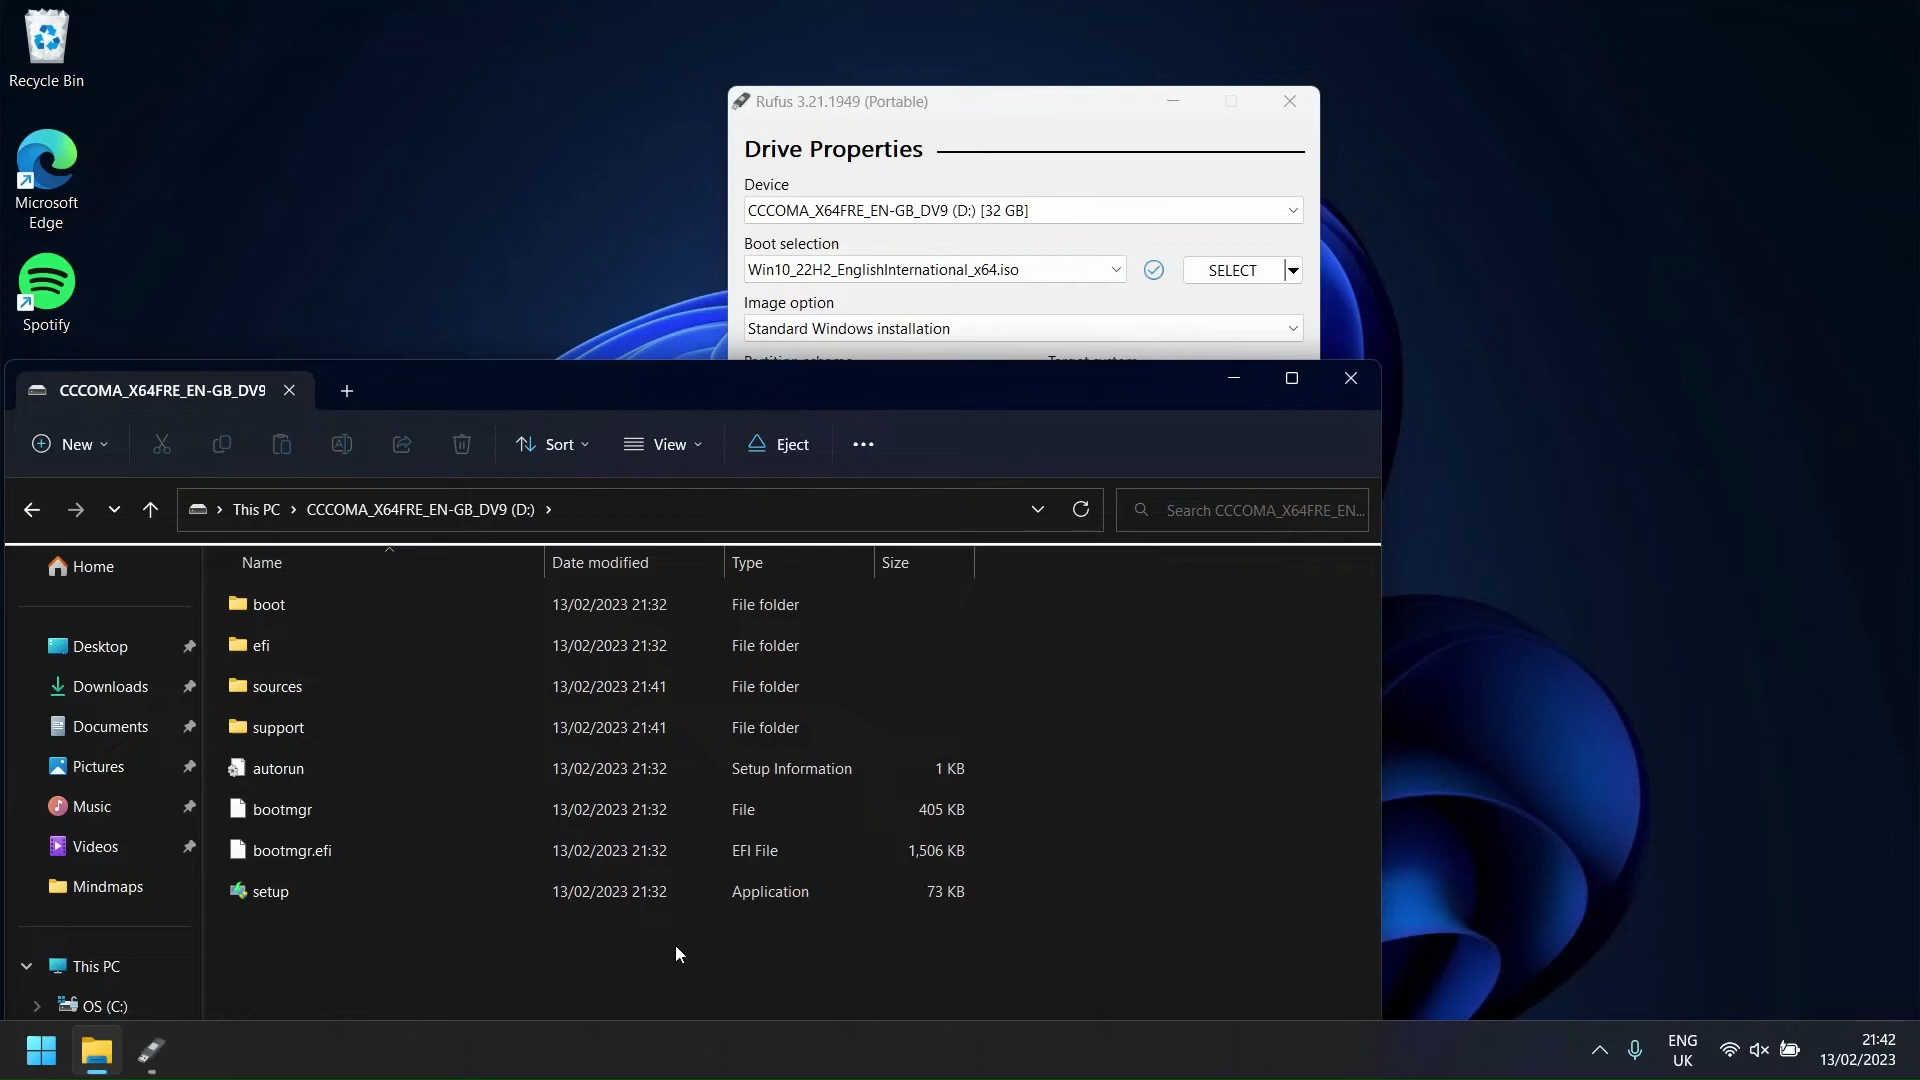 Recycle Bin
Microsoft
Edge
Spotify
Rufus 3.21.1949 (Portable)
Drive Properties
Device
CCCOMA_X64FRE_EN-GB_DV9 (D:) [32 GB]
Boot selection
Win10_22H2_EnglishInternational_x64.iso
SELECT
Image option
Standard Windows installation
CCCOMA_X64FRE_EN-GB_DV9
New
Sort
View
Eject
This PC
CCCOMA_X64FRE_EN-GB_DV9 (D:)
Search CCCOMA_X64FRE_EN...
Name Date modified Type Size
boot 13/02/2023 21:32 File folder
efi 13/02/2023 21:32 File folder
sources 13/02/2023 21:41 File folder
support 13/02/2023 21:41 File folder
autorun 13/02/2023 21:32 Setup Information 1 KB
bootmgr 13/02/2023 21:32 File 405 KB
bootmgr.efi 13/02/2023 21:32 EFI File 1,506 KB
setup 13/02/2023 21:32 Application 73 KB
Home
Desktop
Downloads
Documents
Pictures
Music
Videos
Mindmaps
This PC
OS (C:)
ENG
UK
21:42
13/02/2023